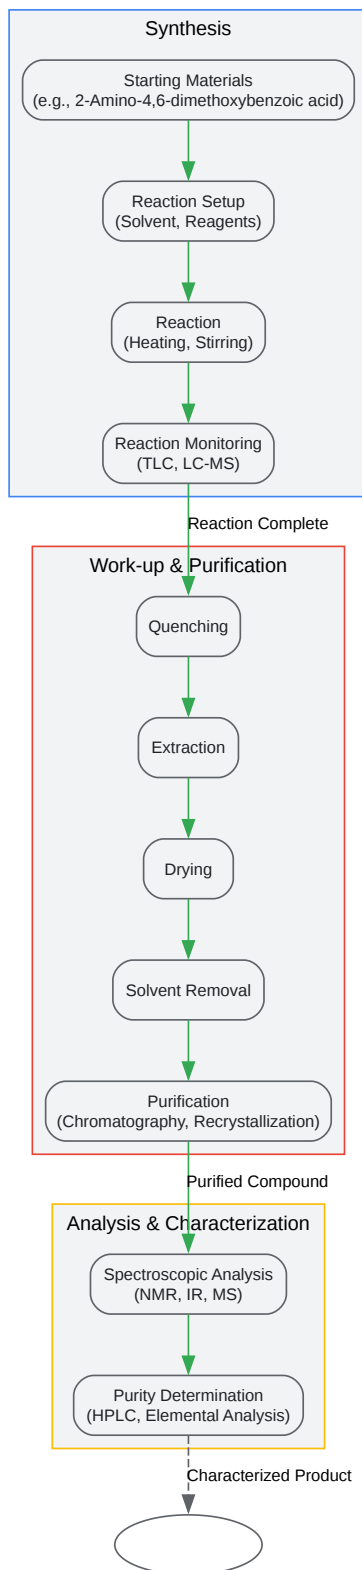 Synthesis
Starting Materials
(e.g., 2-Amino-4,6-dimethoxybenzoic acid)
Reaction Setup
(Solvent, Reagents)
Reaction
(Heating, Stirring)
Reaction Monitoring
(TLC, LC-MS)
Reaction Complete
Work-up & Purification
Quenching
Extraction
Drying
Solvent Removal
Purification
(Chromatography, Recrystallization)
Purified Compound
Analysis & Characterization
Spectroscopic Analysis
(NMR, IR, MS)
Purity Determination
(HPLC, Elemental Analysis)
Characterized Product